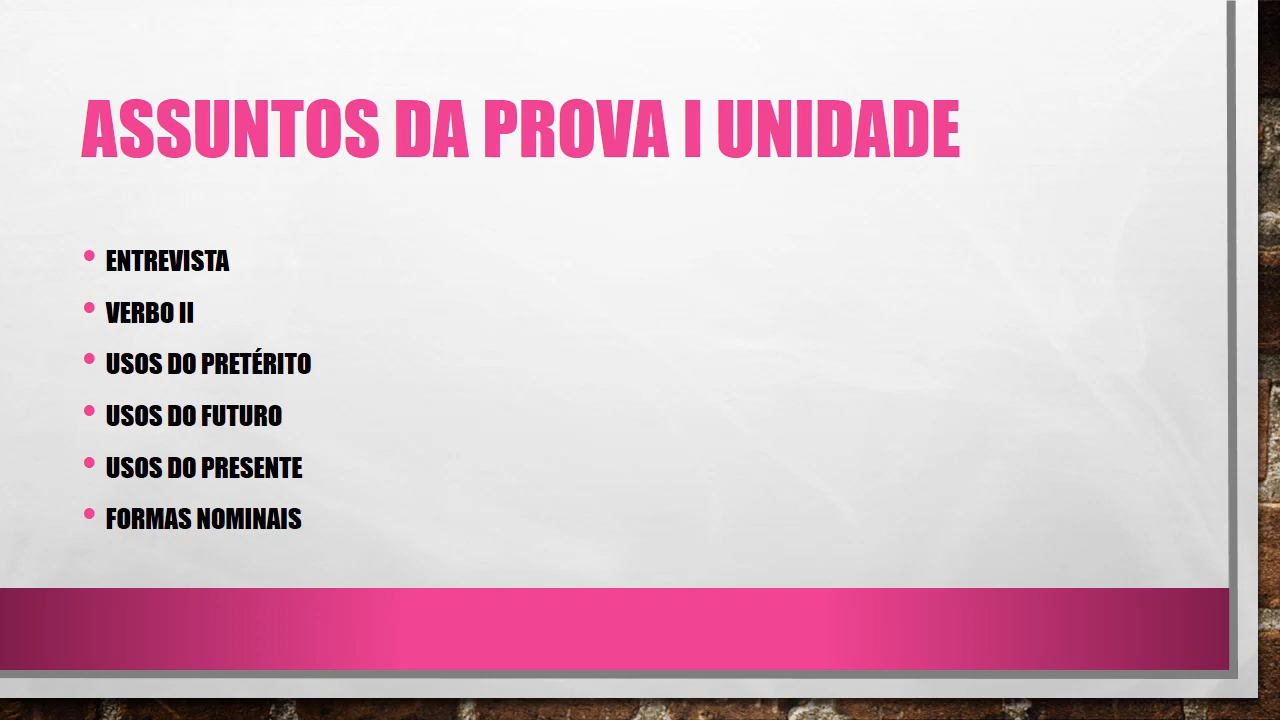 ASSUNTOS DA PROVA I UNIDADE
• ENTREVISTA
• VERBO II
• USOS DO PRETÉRITO
• USOS DO FUTURO
• USOS DO PRESENTE
• FORMAS NOMINAIS